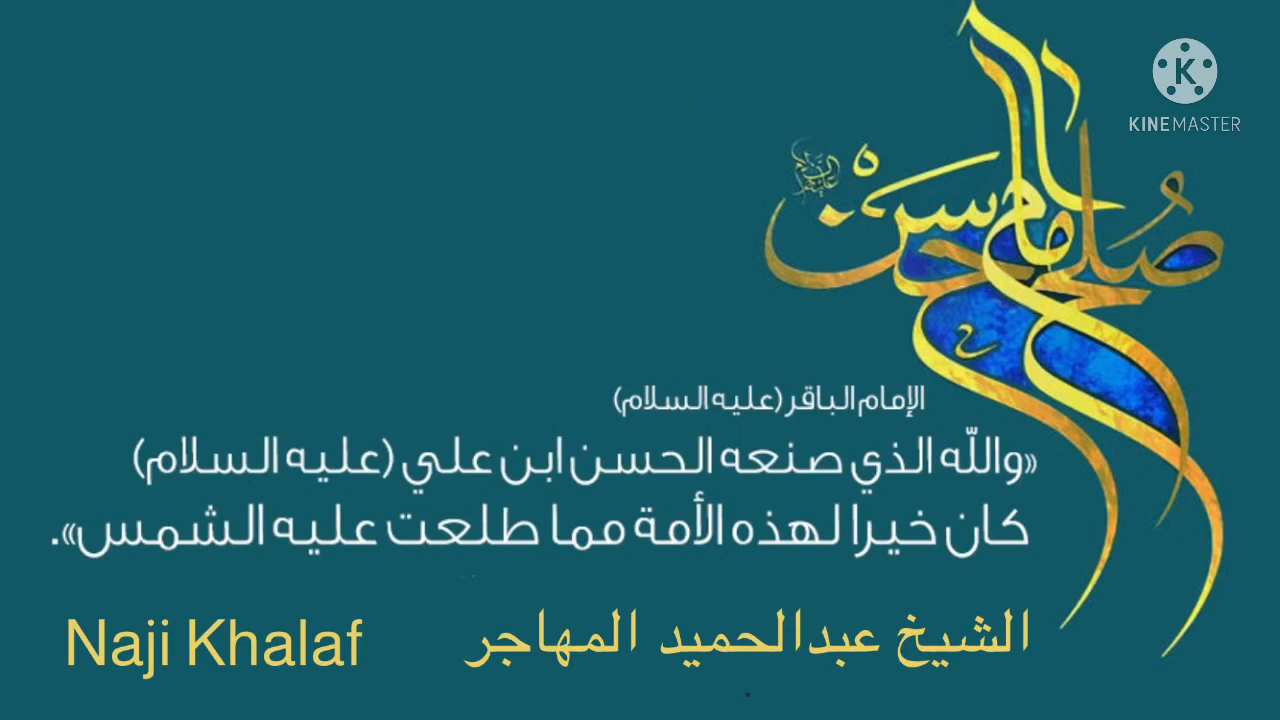 KINEMASTER
صلح الإمام الحسن
الإمام الباقر (عليه السلام)
«والله الذي صنعه الحسن ابن علي (عليه السلام)
كان خيرا لهذه الأمة مما طلعت عليه الشمس».
الشيخ عبدالحميد المهاجر
Naji Khalaf